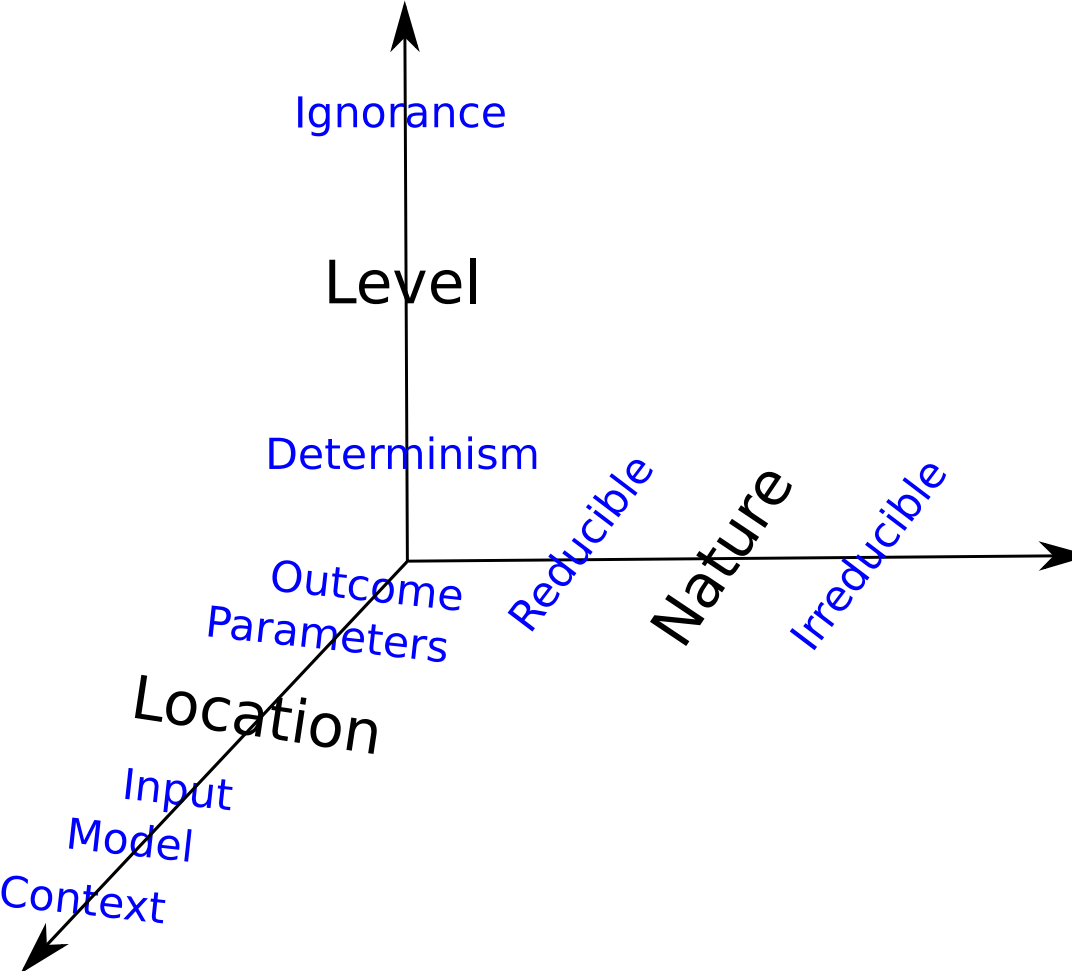 Ignorance
Level
Determinism
Reducible
Nature
Irreducible
Outcome
Parameters
Location
Input
Model
Context